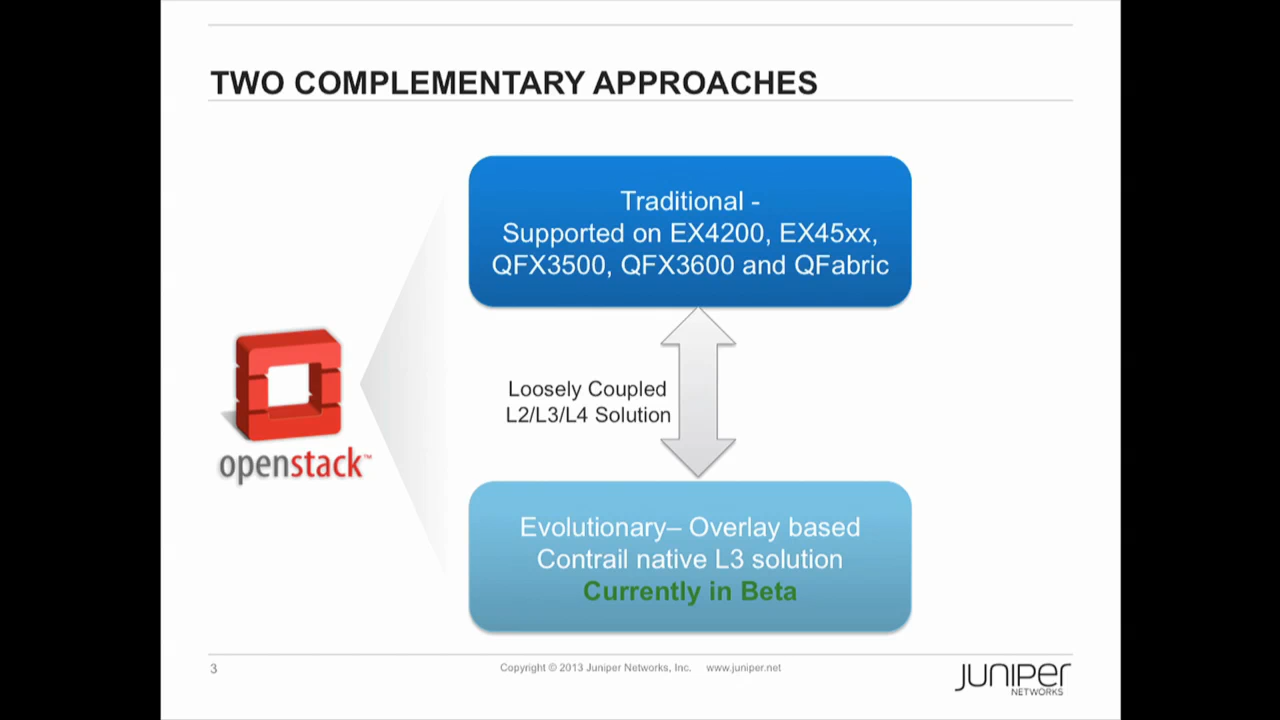 TWO COMPLEMENTARY APPROACHES
Traditional -
Supported on EX4200, EX45xx,
QFX3500, QFX3600 and QFabric
Loosely Coupled
L2/L3/L4 Solution
openstack™
Evolutionary– Overlay based
Contrail native L3 solution
Currently in Beta
3
Copyright © 2013 Juniper Networks, Inc. www.juniper.net
JUNIPER
NETWORKS